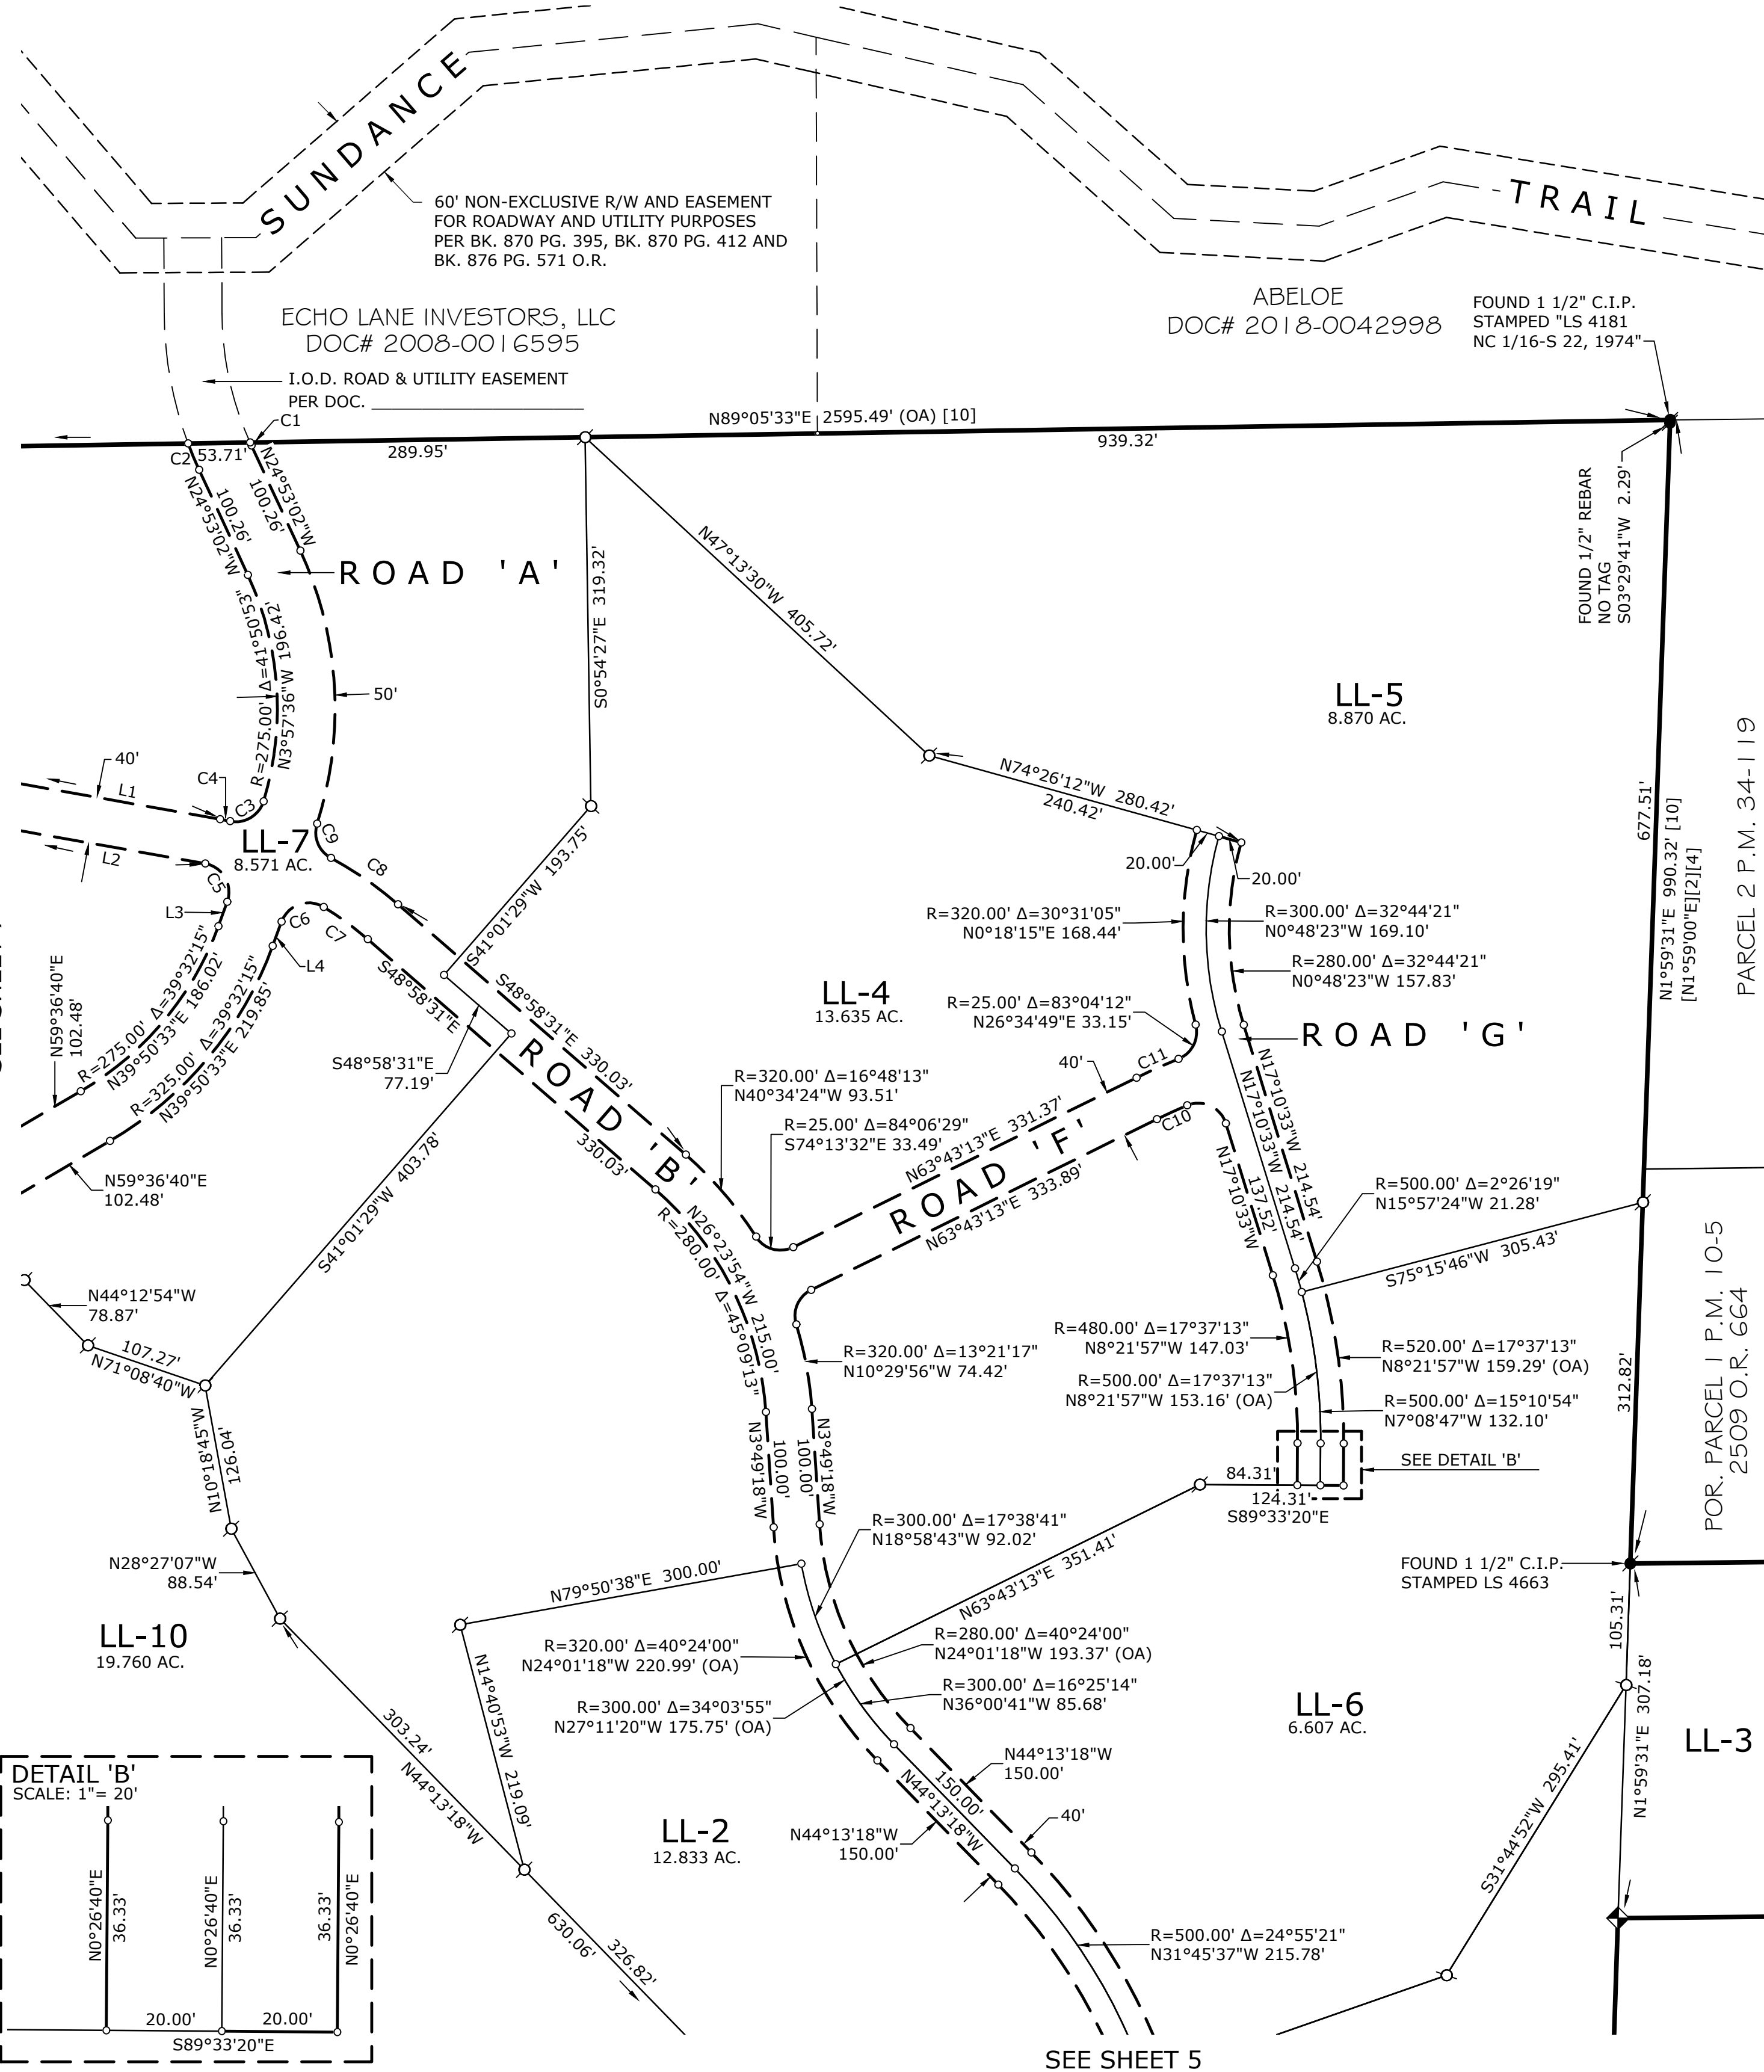 SUNDANCE
TRAIL
60' NON-EXCLUSIVE R/W AND EASEMENT
FOR ROADWAY AND UTILITY PURPOSES
PER BK. 870 PG. 395, BK. 870 PG. 412 AND
BK. 876 PG. 571 O.R.
ECHO LANE INVESTORS, LLC
DOC# 2008-0016595
ABELOE
DOC# 2018-0042998
FOUND 1 1/2" C.I.P.
STAMPED "LS 4181
NC 1/16-S 22, 1974"
I.O.D. ROAD & UTILITY EASEMENT
PER DOC.
C1
N89°05'33"E 2595.49' (OA) [10]
C2
53.71'
289.95'
939.32'
N24°53'02"W
100.26'
N24°53'02"W
100.26'
FOUND 1/2" REBAR
NO TAG
S03°29'41"W 2.29'
ROAD 'A'
S0°54'27"E 319.32'
N47°13'30"W 405.72'
R=275.00' Δ=41°50'53"
N3°57'36"W 196.42'
50'
LL-5
8.870 AC.
40'
L1
C4
C3
N74°26'12"W 280.42'
240.42'
677.51'
N1°59'31"E 990.32' [10]
[N1°59'00"E][2][4]
PARCEL 2 P.M. 34-119
L2
LL-7
8.571 AC.
C9
C8
C5
C6
C7
L3
L4
S41°01'29"W 193.75'
20.00'
20.00'
R=320.00' Δ=30°31'05"
N0°18'15"E 168.44'
R=300.00' Δ=32°44'21"
N0°48'23"W 169.10'
R=280.00' Δ=32°44'21"
N0°48'23"W 157.83'
N59°36'40"E
102.48'
R=275.00' Δ=39°32'15"
N39°50'33"E 186.02'
R=325.00' Δ=39°32'15"
N39°50'33"E 219.85'
S48°58'31"E
S48°58'31"E 330.03'
LL-4
13.635 AC.
R=25.00' Δ=83°04'12"
N26°34'49"E 33.15'
ROAD 'G'
S48°58'31"E
77.19'
ROAD 'B'
330.03'
R=320.00' Δ=16°48'13"
N40°34'24"W 93.51'
R=25.00' Δ=84°06'29"
S74°13'32"E 33.49'
40'
C11
C10
N63°43'13"E 331.37'
ROAD 'F'
N63°43'13"E 333.89'
N17°10'33"W 214.54'
N17°10'33"W 214.54'
N17°10'33"W
137.52'
N59°36'40"E
102.48'
S41°01'29"W 403.78'
R=500.00' Δ=2°26'19"
N15°57'24"W 21.28'
S75°15'46"W 305.43'
N26°23'54"W 215.00'
R=280.00' Δ=45°09'13"
N44°12'54"W
78.87'
107.27'
N71°08'40"W
R=320.00' Δ=13°21'17"
N10°29'56"W 74.42'
R=480.00' Δ=17°37'13"
N8°21'57"W 147.03'
R=500.00' Δ=17°37'13"
N8°21'57"W 153.16' (OA)
R=520.00' Δ=17°37'13"
N8°21'57"W 159.29' (OA)
R=500.00' Δ=15°10'54"
N7°08'47"W 132.10'
312.82'
POR. PARCEL 1 P.M. 10-5
2509 O.R. 664
N10°18'45"W
126.04'
N3°49'18"W
100.00'
100.00'
N3°49'18"W
SEE DETAIL 'B'
84.31'
124.31'
S89°33'20"E
R=300.00' Δ=17°38'41"
N18°58'43"W 92.02'
N28°27'07"W
88.54'
N79°50'38"E 300.00'
N63°43'13"E 351.41'
FOUND 1 1/2" C.I.P.
STAMPED LS 4663
LL-10
19.760 AC.
R=320.00' Δ=40°24'00"
N24°01'18"W 220.99' (OA)
R=280.00' Δ=40°24'00"
N24°01'18"W 193.37' (OA)
R=300.00' Δ=16°25'14"
N36°00'41"W 85.68'
R=300.00' Δ=34°03'55"
N27°11'20"W 175.75' (OA)
105.31'
N1°59'31"E 307.18'
LL-6
6.607 AC.
LL-3
N14°40'53"W 219.09'
303.24'
N44°13'18"W
N44°13'18"W
150.00'
150.00'
N44°13'18"W
40'
N44°13'18"W
150.00'
LL-2
12.833 AC.
S31°44'52"W 295.41'
R=500.00' Δ=24°55'21"
N31°45'37"W 215.78'
630.06'
326.82'
DETAIL 'B'
SCALE: 1"= 20'
N0°26'40"E
36.33'
N0°26'40"E
36.33'
36.33'
N0°26'40"E
20.00'
20.00'
S89°33'20"E
SEE SHEET 5